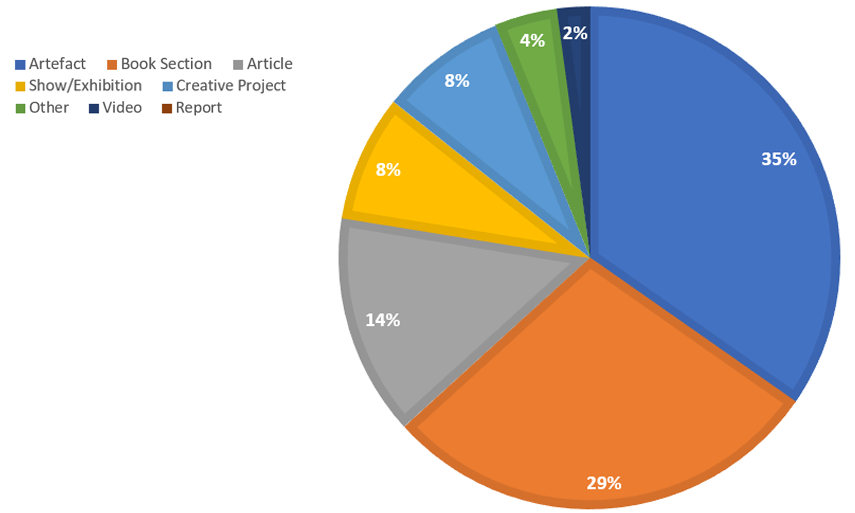 Artefact Book Section Article
Show/Exhibition Creative Project
Other Video Report
2%
4%
8%
35%
8%
14%
29%